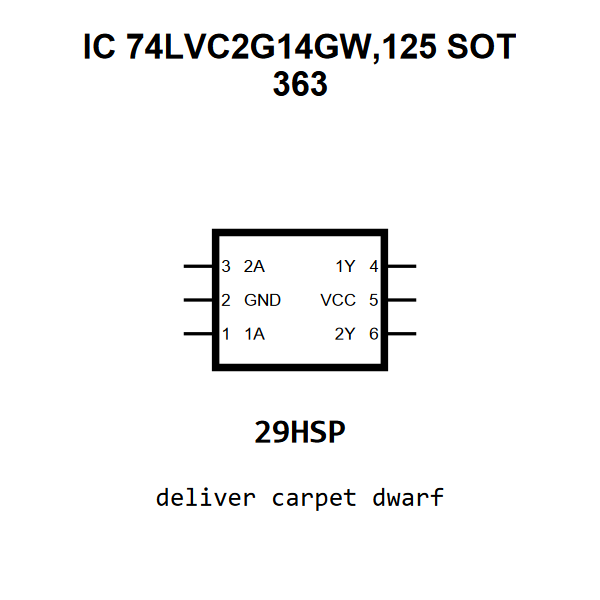 IC 74LVC2G14GW,125 SOT
363
3 2A 1Y 4
2 GND VCC 5
1 1A 2Y 6
29HSP
deliver carpet dwarf